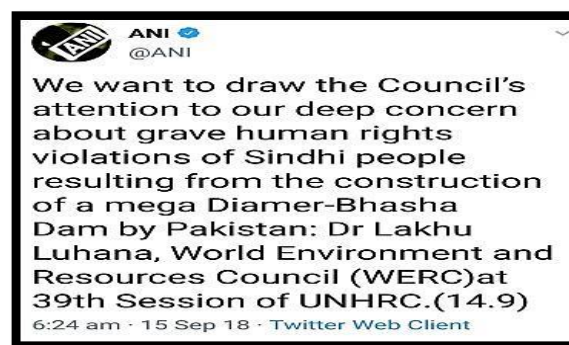 ANI
ANI
@ANI
We want to draw the Council's
attention to our deep concern
about grave human rights
violations of Sindhi people
resulting from the construction
of a mega Diamer-Bhasha
Dam by Pakistan: Dr Lakhu
Luhana, World Environment and
Resources Council (WERC)at
39th Session of UNHRC.(14.9)
6:24 am · 15 Sep 18 · Twitter Web Client